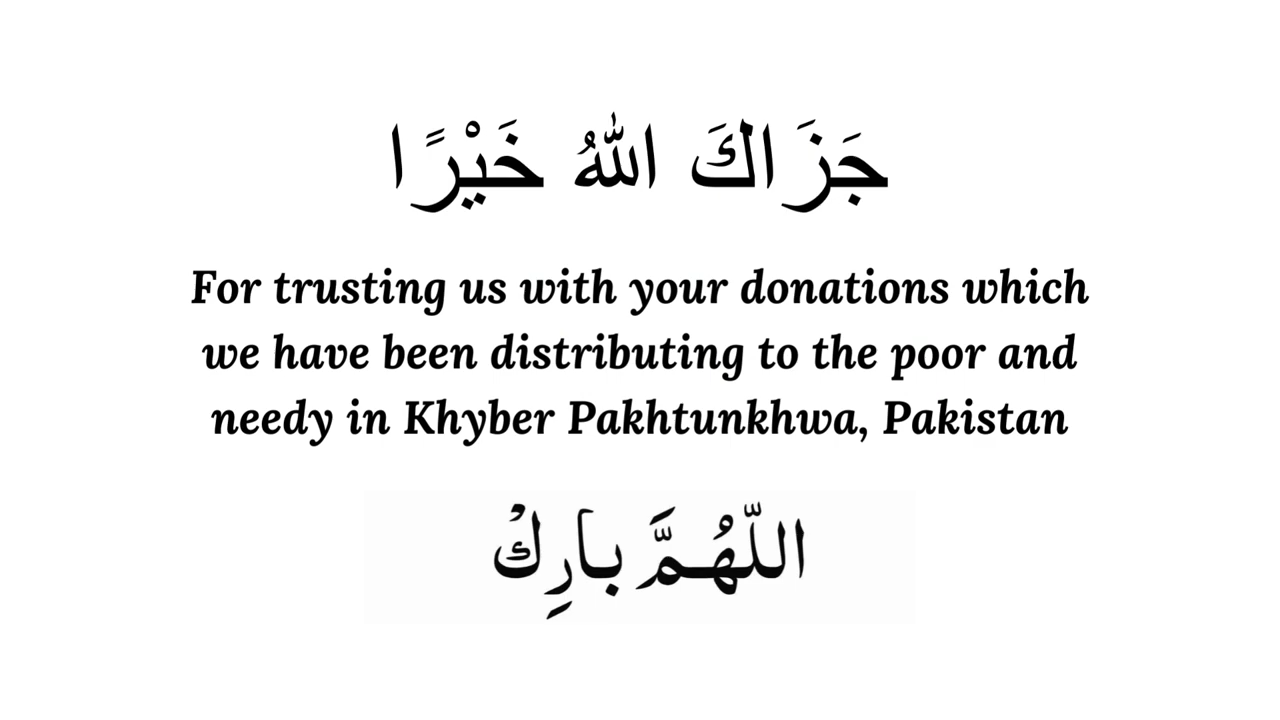 جَزَاكَ اللهُ خَيْرًا
For trusting us with your donations which
we have been distributing to the poor and
needy in Khyber Pakhtunkhwa, Pakistan
اللّهُمَّ بارِكْ